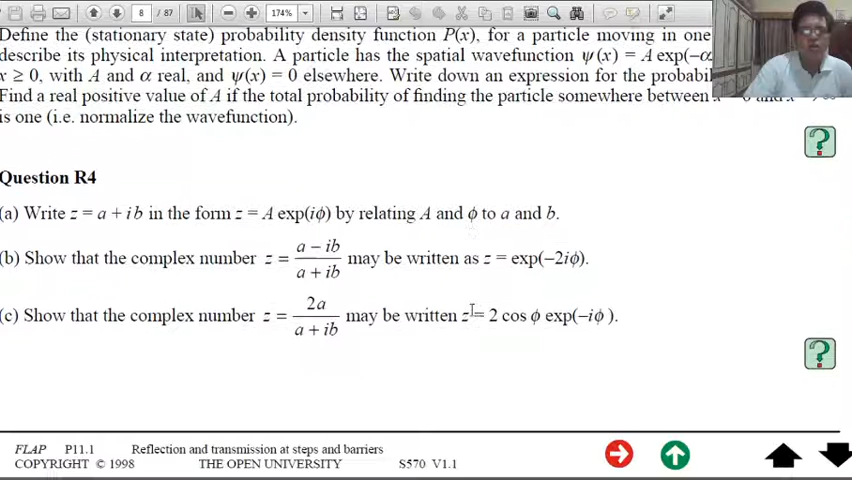 8 / 87
174%
Define the (stationary state) probability density function P(x), for a particle moving in one
describe its physical interpretation. A particle has the spatial wavefunction ψ(x) = A exp(−α
x ≥ 0, with A and α real, and ψ(x) = 0 elsewhere. Write down an expression for the probabil
Find a real positive value of A if the total probability of finding the particle somewhere between
is one (i.e. normalize the wavefunction).
?
Question R4
(a) Write z = a + ib in the form z = A exp(iϕ) by relating A and ϕ to a and b.
(b) Show that the complex number z = (a − ib)/(a + ib) may be written as z = exp(−2iϕ).
(c) Show that the complex number z = 2a/(a + ib) may be written z = 2 cos ϕ exp(−iϕ ).
?
FLAP P11.1 Reflection and transmission at steps and barriers
COPYRIGHT © 1998 THE OPEN UNIVERSITY S570 V1.1